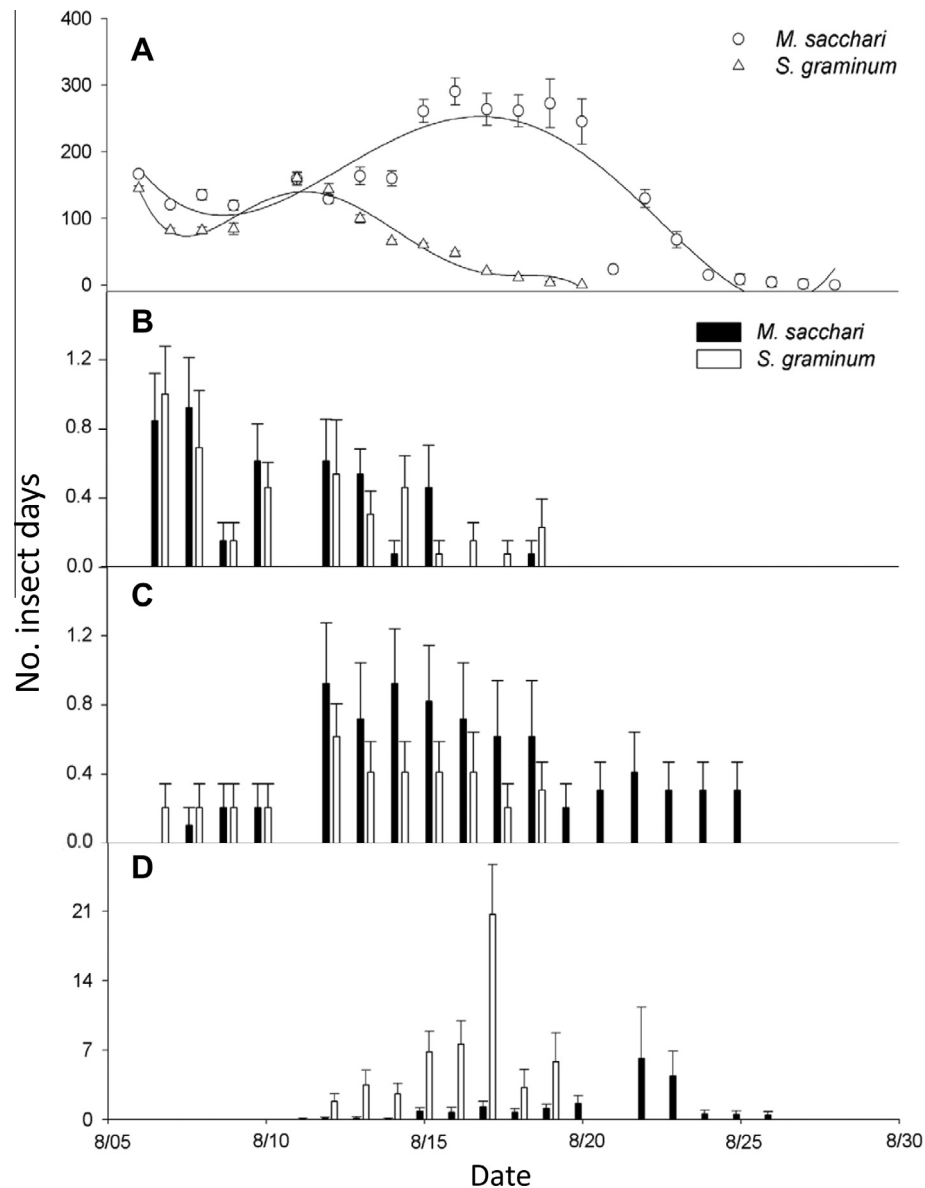 400
A
M. sacchari
S. graminum
300
200
100
0
B
M. sacchari
S. graminum
1.2
0.8
0.4
0.0
No. insect days
C
1.2
0.8
0.4
0.0
D
21
14
7
0
8/05 8/10 8/15 8/20 8/25 8/30
Date